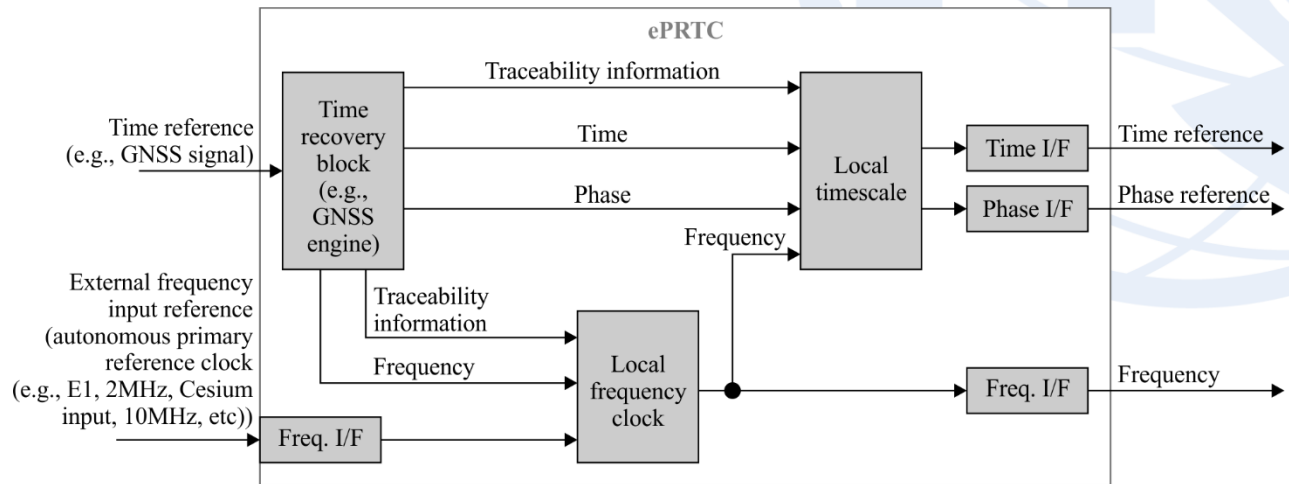 ePRTC
Traceability information
Time
recovery
block
(e.g.,
GNSS
engine)
Time reference
(e.g., GNSS signal)
Time
Phase
Frequency
Local
timescale
Time I/F
Time reference
Phase I/F
Phase reference
External frequency
input reference
(autonomous primary
reference clock
(e.g., E1, 2MHz, Cesium
input, 10MHz, etc))
Traceability
information
Frequency
Local
frequency
clock
Freq. I/F
Freq. I/F
Frequency